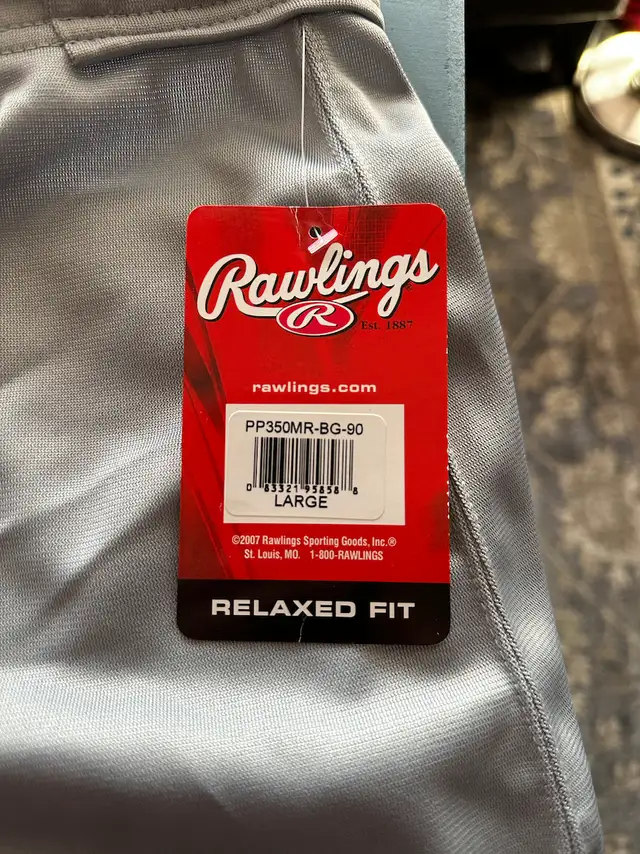 Rawlings
R
Est. 1887
rawlings.com
PP350MR-BG-90
0 83321 95858 8
LARGE
©2007 Rawlings Sporting Goods, Inc.®
St. Louis, MO. 1-800-RAWLINGS
RELAXED FIT